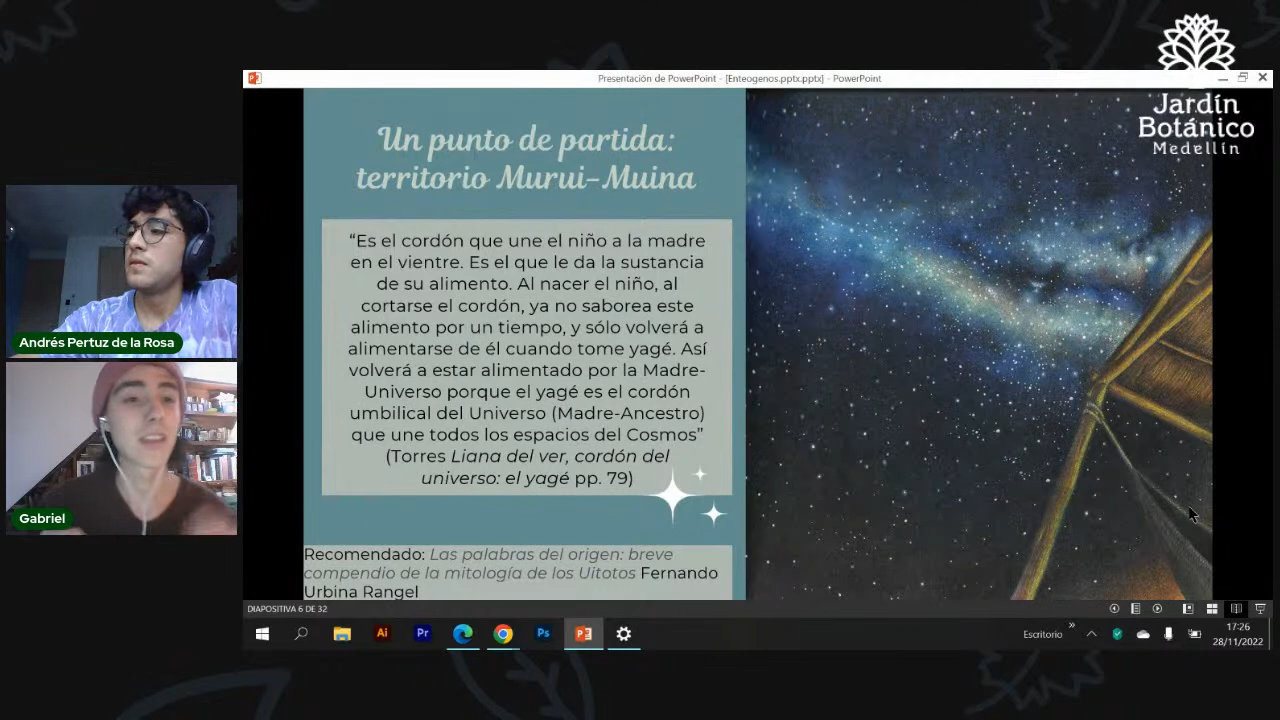 Jardín
Botánico
Medellín
Presentación de PowerPoint - [Enteogenos.pptx.pptx] - PowerPoint
Un punto de partida:
territorio Murui-Muina
“Es el cordón que une el niño a la madre
en el vientre. Es el que le da la sustancia
de su alimento. Al nacer el niño, al
cortarse el cordón, ya no saborea este
alimento por un tiempo, y sólo volverá a
alimentarse de él cuando tome yagé. Así
volverá a estar alimentado por la Madre-
Universo porque el yagé es el cordón
umbilical del Universo (Madre-Ancestro)
que une todos los espacios del Cosmos”
(Torres Liana del ver, cordón del
universo: el yagé pp. 79)
Recomendado: Las palabras del origen: breve
compendio de la mitología de los Uitotos Fernando
Urbina Rangel
Andrés Pertuz de la Rosa
Gabriel
DIAPOSITIVA 6 DE 32
Ai
Pr
Ps
Escritorio
17:26
28/11/2022